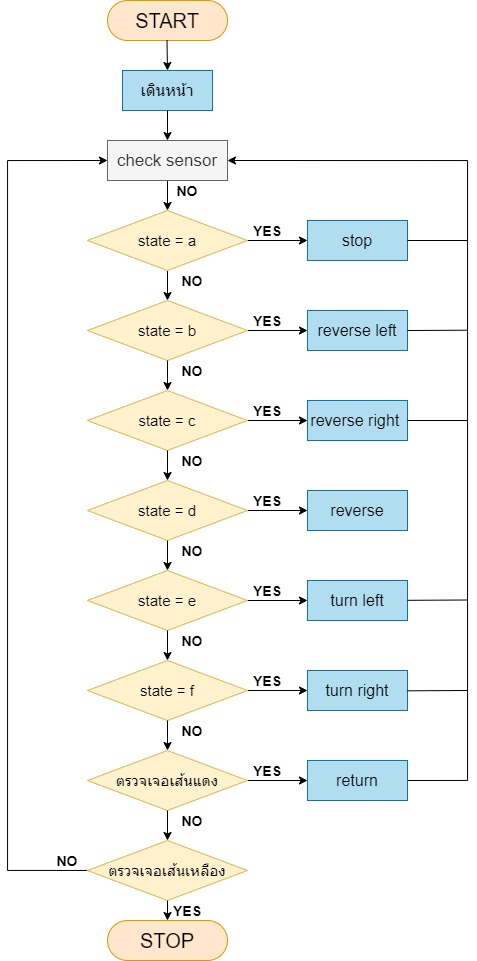 START
เดินหน้า
check sensor
NO
state = a
YES
stop
NO
state = b
YES
reverse left
NO
state = c
YES
reverse right
NO
state = d
YES
reverse
NO
state = e
YES
turn left
NO
state = f
YES
turn right
NO
ตรวจเจอเส้นแดง
YES
return
NO
NO
ตรวจเจอเส้นเหลือง
YES
STOP